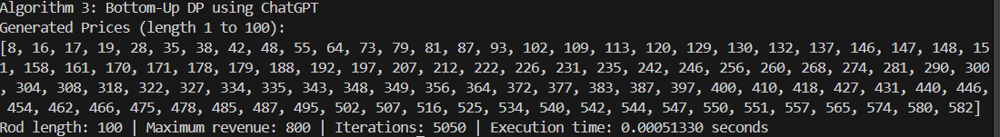 Algorithm 3: Bottom-Up DP using ChatGPT
Generated Prices (length 1 to 100):
[8, 16, 17, 19, 28, 35, 38, 42, 48, 55, 64, 73, 79, 81, 87, 93, 102, 109, 113, 120, 129, 130, 132, 137, 146, 147, 148, 15
1, 158, 161, 170, 171, 178, 179, 188, 192, 197, 207, 212, 222, 226, 231, 235, 242, 246, 256, 260, 268, 274, 281, 290, 300
, 304, 308, 318, 322, 327, 334, 335, 343, 348, 349, 356, 364, 372, 377, 383, 387, 397, 400, 410, 418, 427, 431, 440, 446,
454, 462, 466, 475, 478, 485, 487, 495, 502, 507, 516, 525, 534, 540, 542, 544, 547, 550, 551, 557, 565, 574, 580, 582]
Rod length: 100 | Maximum revenue: 800 | Iterations: 5050 | Execution time: 0.00051330 seconds